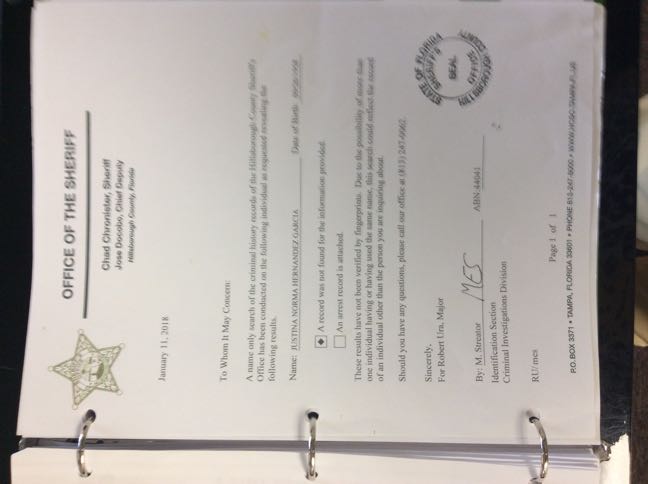 OFFICE OF THE SHERIFF
Chad Chronister, Sheriff
Jose Docobo, Chief Deputy
Hillsborough County, Florida
January 11, 2018
To Whom It May Concern:
A name only search of the criminal history records of the Hillsborough County Sheriff's
Office has been conducted on the following individual as requested revealing the
following results.
Name: JUSTINA NORMA HERNANDEZ GARCIA Date of Birth:
A record was not found for the information provided.
An arrest record is attached.
These results have not been verified by fingerprints. Due to the possibility of more than
one individual having or having used the same name, this search could reflect the record
of an individual other than the person you are inquiring about.
Should you have any questions, please call our office at (813) 247-0062.
STATE OF FLORIDA
SHERIFF'S OFFICE
SEAL
HILLSBOROUGH COUNTY
Sincerely,
For Robert Ura, Major
By: M. Streator MES ABN 44041
Identification Section
Criminal Investigations Division
RU/mes
Page 1 of 1
P.O. BOX 3371 • TAMPA, FLORIDA 33601 • PHONE 813-247-8000 •